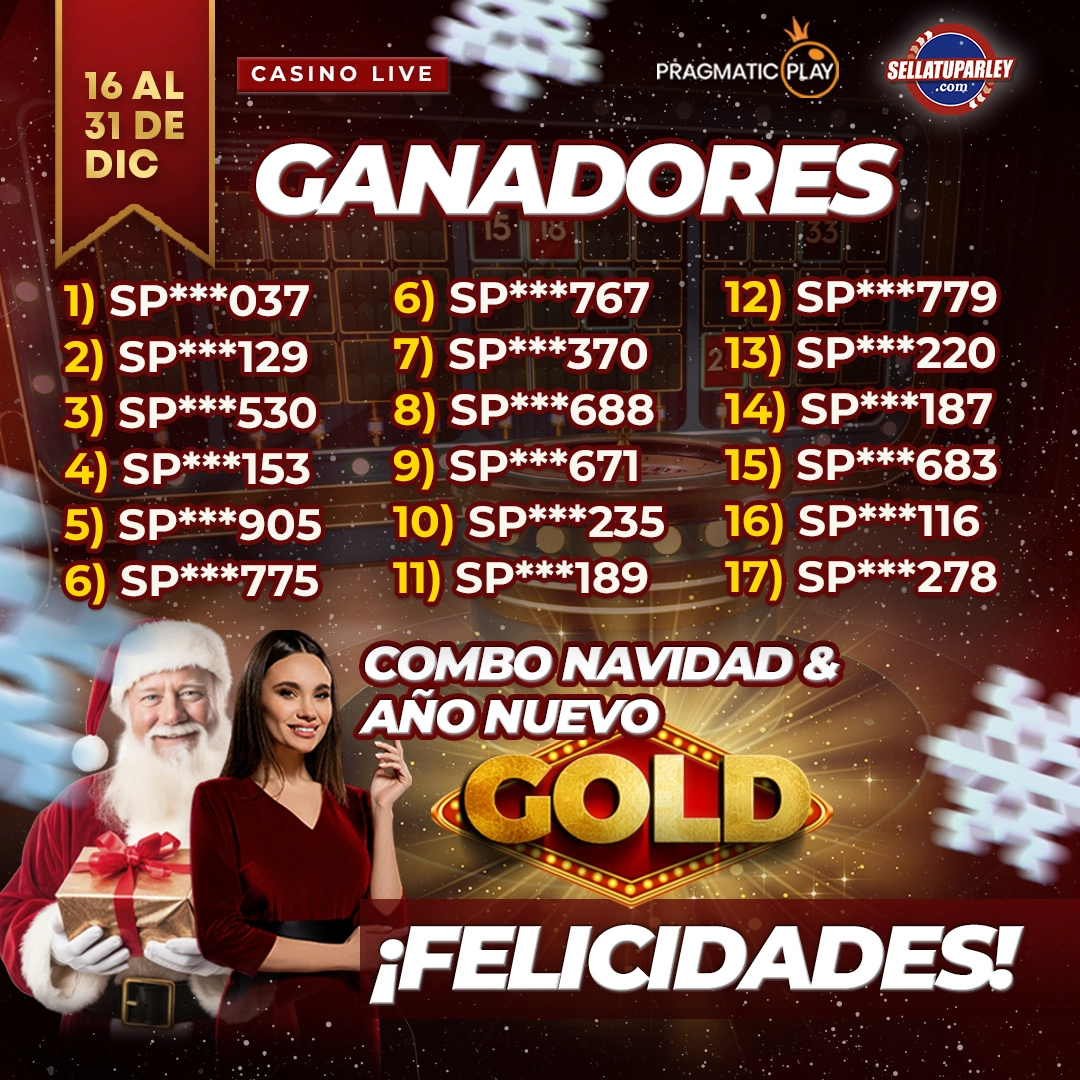 16 AL
31 DE
DIC
CASINO LIVE
PRAGMATIC PLAY
SELLATUPARLEY
.com
GANADORES
15 18
33
1) SP***037
2) SP***129
3) SP***530
4) SP***153
5) SP***905
6) SP***775
6) SP***767
7) SP***370
8) SP***688
9) SP***671
10) SP***235
11) SP***189
12) SP***779
13) SP***220
14) SP***187
15) SP***683
16) SP***116
17) SP***278
COMBO NAVIDAD &
AÑO NUEVO
GOLD
¡FELICIDADES!